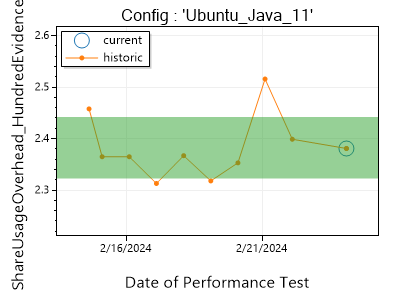 Config : 'Ubuntu_Java_11'
ShareUsageOverhead_HundredEvidence
current
historic
2.6
2.5
2.4
2.3
2/16/2024
2/21/2024
Date of Performance Test